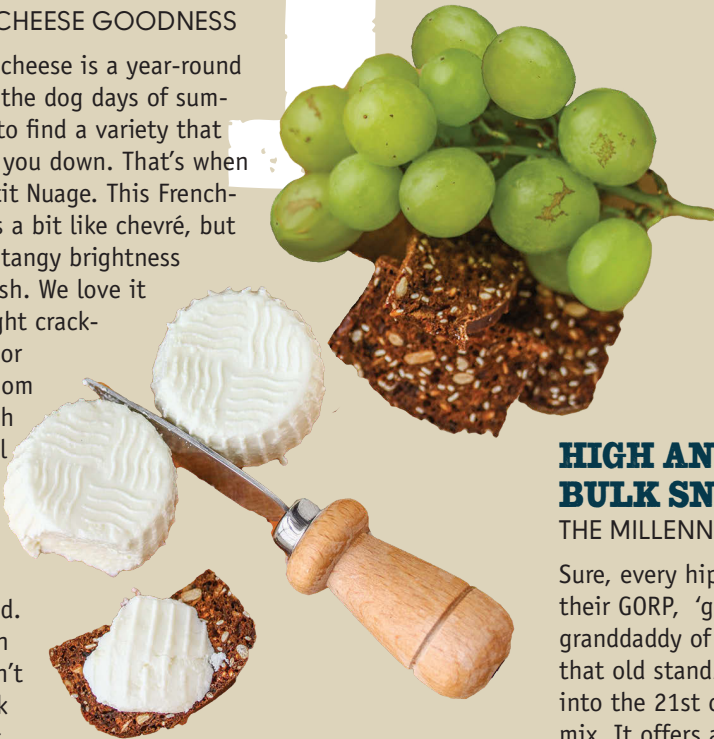 CHEESE GOODNESS
cheese is a year-round
the dog days of sum-
to find a variety that
you down. That’s when
tit Nuage. This French-
s a bit like chevré, but
tangy brightness
sh. We love it
ght crack-
or
om
h
l
d.
n
n’t
k
HIGH AN
BULK SN
THE MILLENN
Sure, every hip
their GORP, ‘g
granddaddy of
that old stand
into the 21st c
mix. It offers a